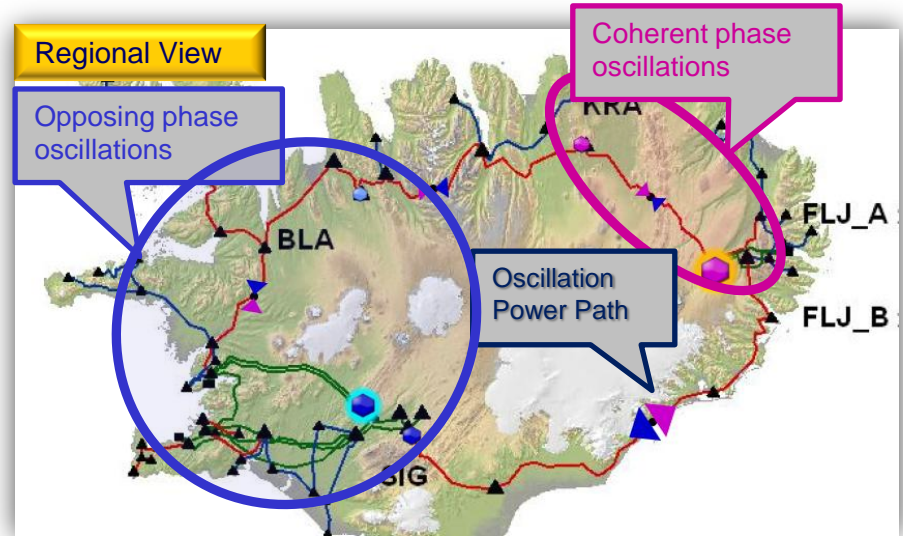 Regional View
Coherent phase
oscillations
Opposing phase
oscillations
KRA
BLA
FLJ_A
Oscillation
Power Path
FLJ_B
SIG